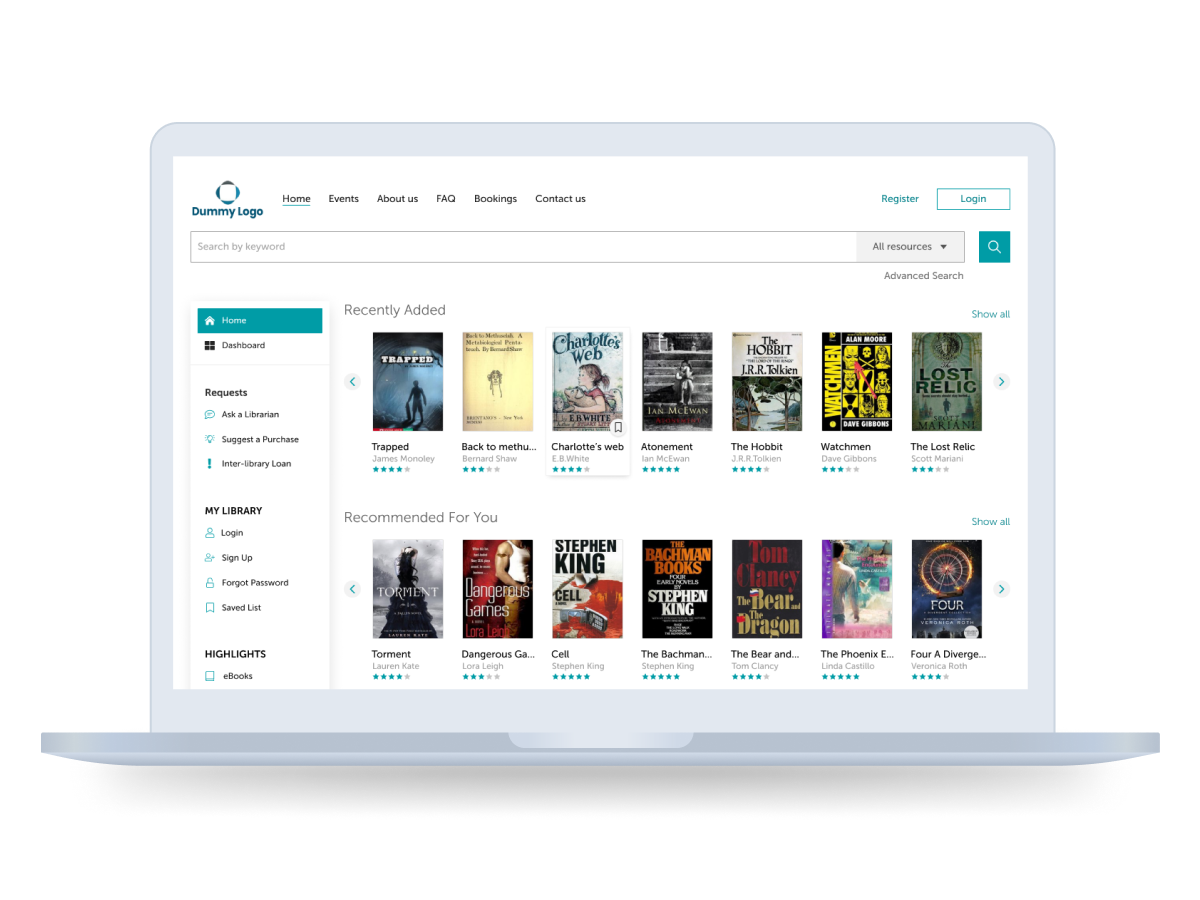 Dummy Logo
Home
Events
About us
FAQ
Bookings
Contact us
Register
Login
Search by keyword
All resources
Advanced Search
Home
Dashboard
Requests
Ask a Librarian
Suggest a Purchase
Inter-library Loan
MY LIBRARY
Login
Sign Up
Forgot Password
Saved List
HIGHLIGHTS
eBooks
Recently Added
Show all
TRAPPED
Back to Methuselah A
Metabiological Penta-
teuch. By Bernard Shaw
BRENTANO'S - New York
Charlotte's
Web
E.B. WHITE
IAN McEWAN
The
HOBBIT
J.R.R. Tolkien
WATCHMEN
ALAN MOORE
DAVE GIBBONS
THE
LOST
RELIC
SCOTT
MARIANI
Trapped
James Monoley
Back to methu...
Bernard Shaw
Charlotte's web
E.B.White
Atonement
Ian McEwan
The Hobbit
J.R.R.Tolkien
Watchmen
Dave Gibbons
The Lost Relic
Scott Mariani
Recommended For You
Show all
TORMENT
LAUREN KATE
Dangerous
Games
Lora Leigh
STEPHEN
KING
CELL
THE
BACHMAN
BOOKS
FOUR
EARLY NOVELS
BY
STEPHEN
KING
Tom
Clancy
The Bear and
The
Dragon
FOUR
VERONICA ROTH
Torment
Lauren Kate
Dangerous Ga...
Lora Leigh
Cell
Stephen King
The Bachman...
Stephen King
The Bear and...
Tom Clancy
The Phoenix E...
Linda Castillo
Four A Diverge...
Veronica Roth